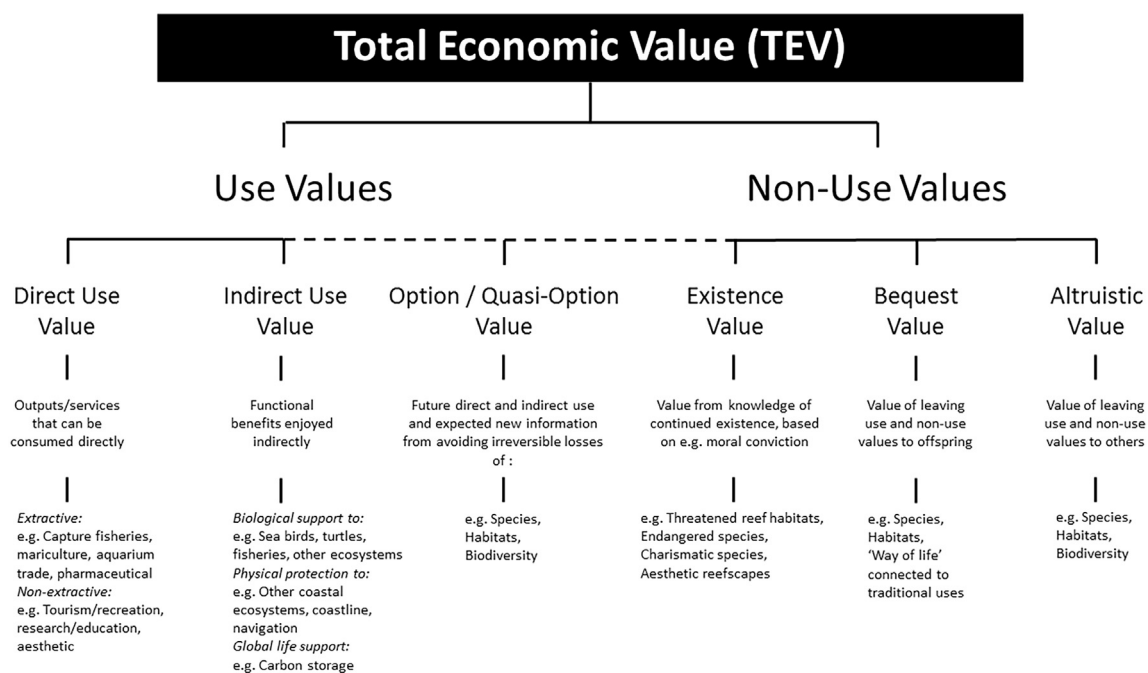 Total Economic Value (TEV)
Use Values
Non-Use Values
Direct Use
Value
Outputs/services
that can be
consumed directly
Extractive:
e.g. Capture fisheries,
mariculture, aquarium
trade, pharmaceutical
Non-extractive:
e.g. Tourism/recreation,
research/education,
aesthetic
Indirect Use
Value
Functional
benefits enjoyed
indirectly
Biological support to:
e.g. Sea birds, turtles,
fisheries, other ecosystems
Physical protection to:
e.g. Other coastal
ecosystems, coastline,
navigation
Global life support:
e.g. Carbon storage
Option / Quasi-Option
Value
Future direct and indirect use
and expected new information
from avoiding irreversible losses
of :
e.g. Species,
Habitats,
Biodiversity
Existence
Value
Value from knowledge of
continued existence, based
on e.g. moral conviction
e.g. Threatened reef habitats,
Endangered species,
Charismatic species,
Aesthetic reefscapes
Bequest
Value
Value of leaving
use and non-use
values to offspring
e.g. Species,
Habitats,
‘Way of life’
connected to
traditional uses
Altruistic
Value
Value of leaving
use and non-use
values to others
e.g. Species,
Habitats,
Biodiversity